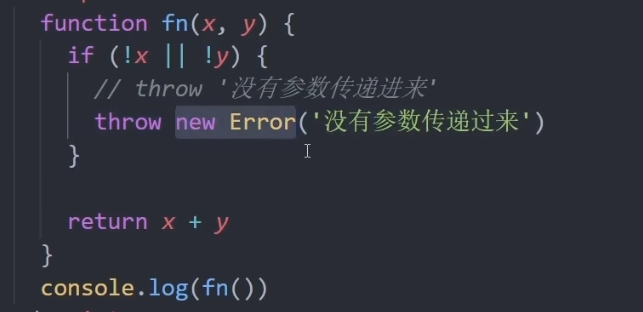 function fn(x, y) {
if (!x || !y) {
// throw '没有参数传递进来'
throw new Error('没有参数传递过来')
}
return x + y
}
console.log(fn())